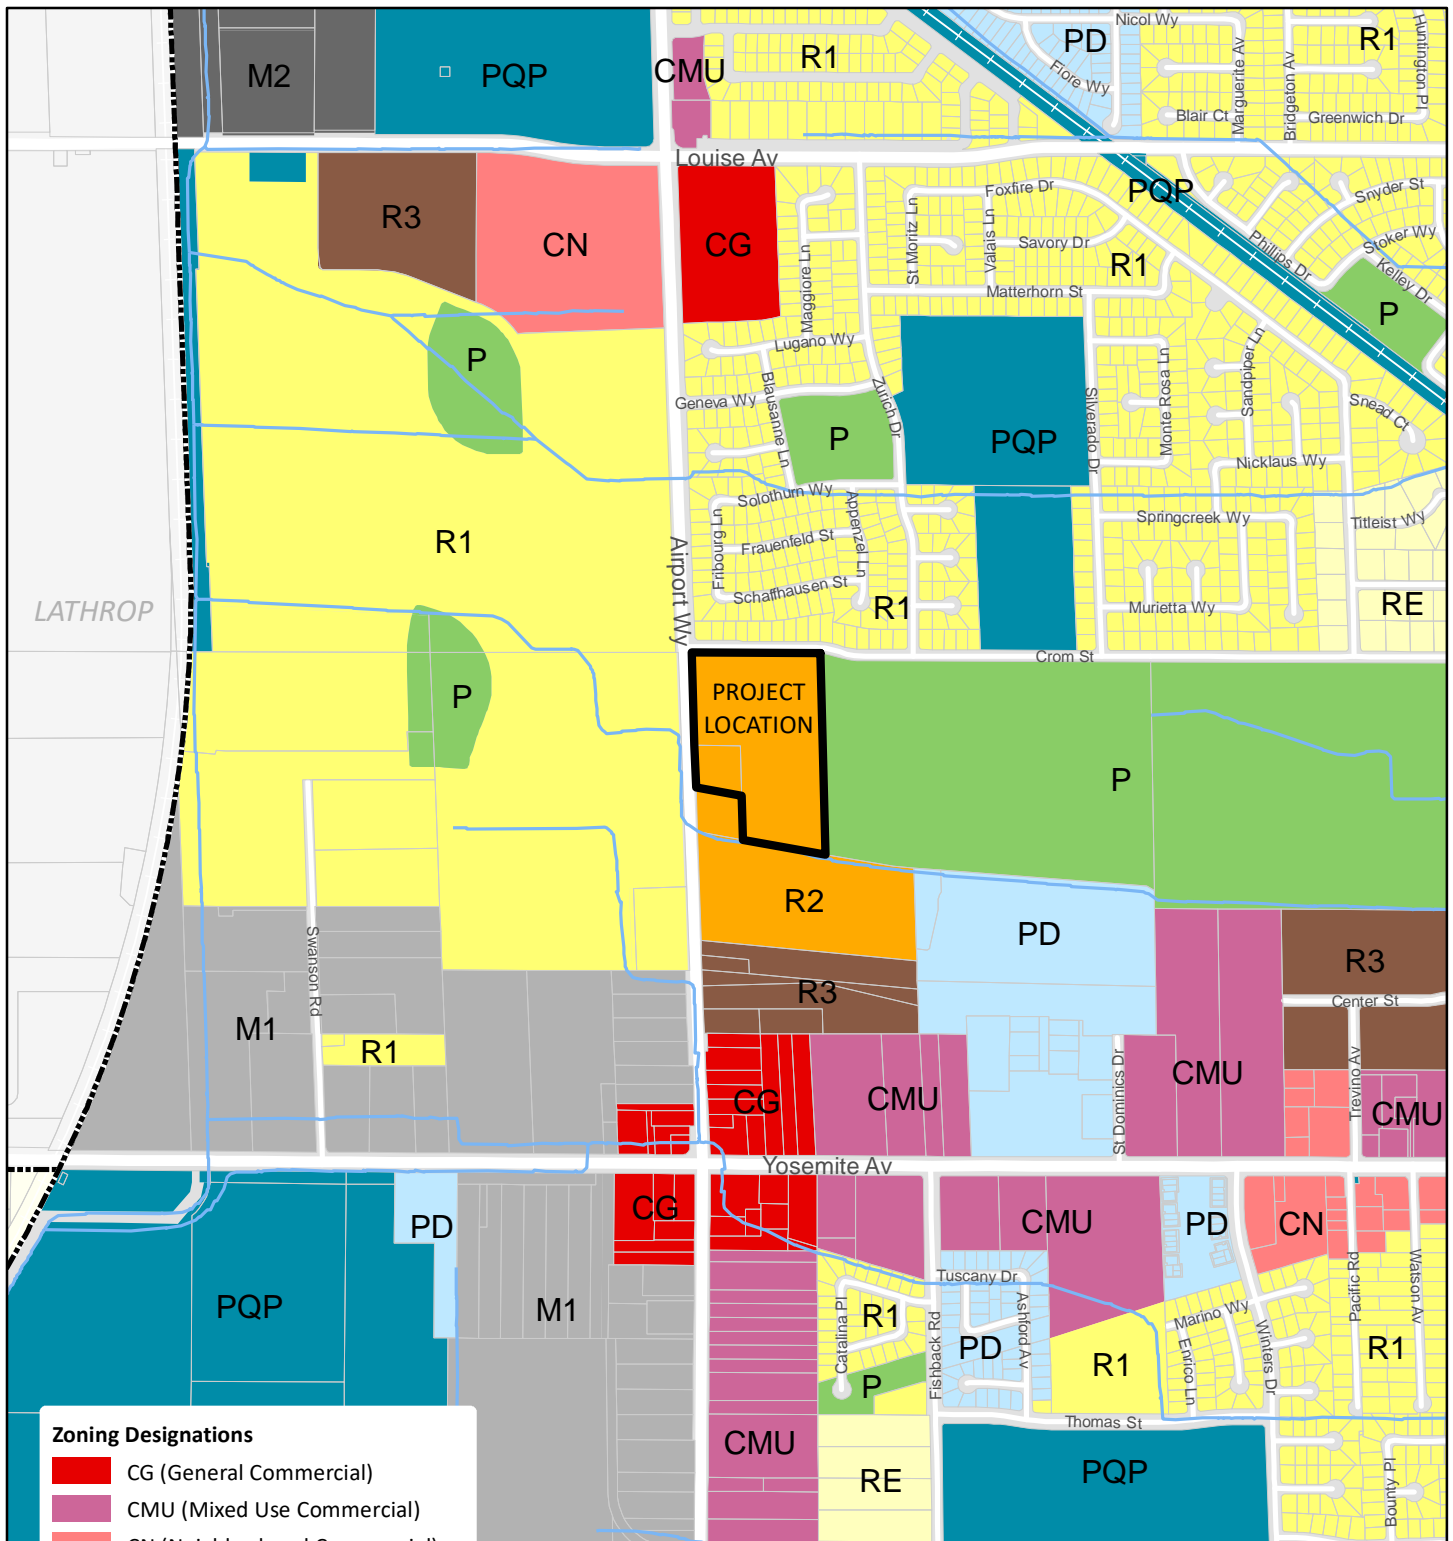 Nicol Wy
PD
R1
Huntington Pl
R1
CMU
M2
PQP
Flore Wy
Marguerite Av
Bridgeton Av
Blair Ct
Greenwich Dr
Louise Av
PQP
Snyder St
Foxfire Dr
St Moritz Ln
Valais Ln
R3
CN
CG
Maggiore Ln
Savory Dr
R1
Phillips Dr
Stoker Wy
Kelley Dr
Matterhorn St
P
Lugano Wy
P
Blausanne Ln
Zurich Dr
Silverado Dr
Monte Rosa Ln
Sandpiper Ln
Geneva Wy
Snead Ct
P
PQP
Nicklaus Wy
Solothurn Wy
Appenzel Ln
Springcreek Wy
Titleist Wy
R1
Airport Wy
Fribourg Ln
Frauenfeld St
Schaffhausen St
R1
Murietta Wy
RE
LATHROP
Crom St
PROJECT
LOCATION
P
P
R2
PD
R3
Swanson Rd
R3
Center St
M1
R1
CG
CMU
St Dominics Dr
CMU
Trevino Av
CMU
Yosemite Av
PD
CG
CMU
PD
CN
Pacific Rd
Watson Av
PQP
M1
Tuscany Dr
Catalina Pl
R1
Fishback Rd
Ashford Av
PD
Marino Wy
Enrico Ln
Winters Dr
R1
R1
P
Thomas St
CMU
RE
PQP
Bounty Pl
Zoning Designations
CG (General Commercial)
CMU (Mixed Use Commercial)
CN (Neighborhood Commercial)